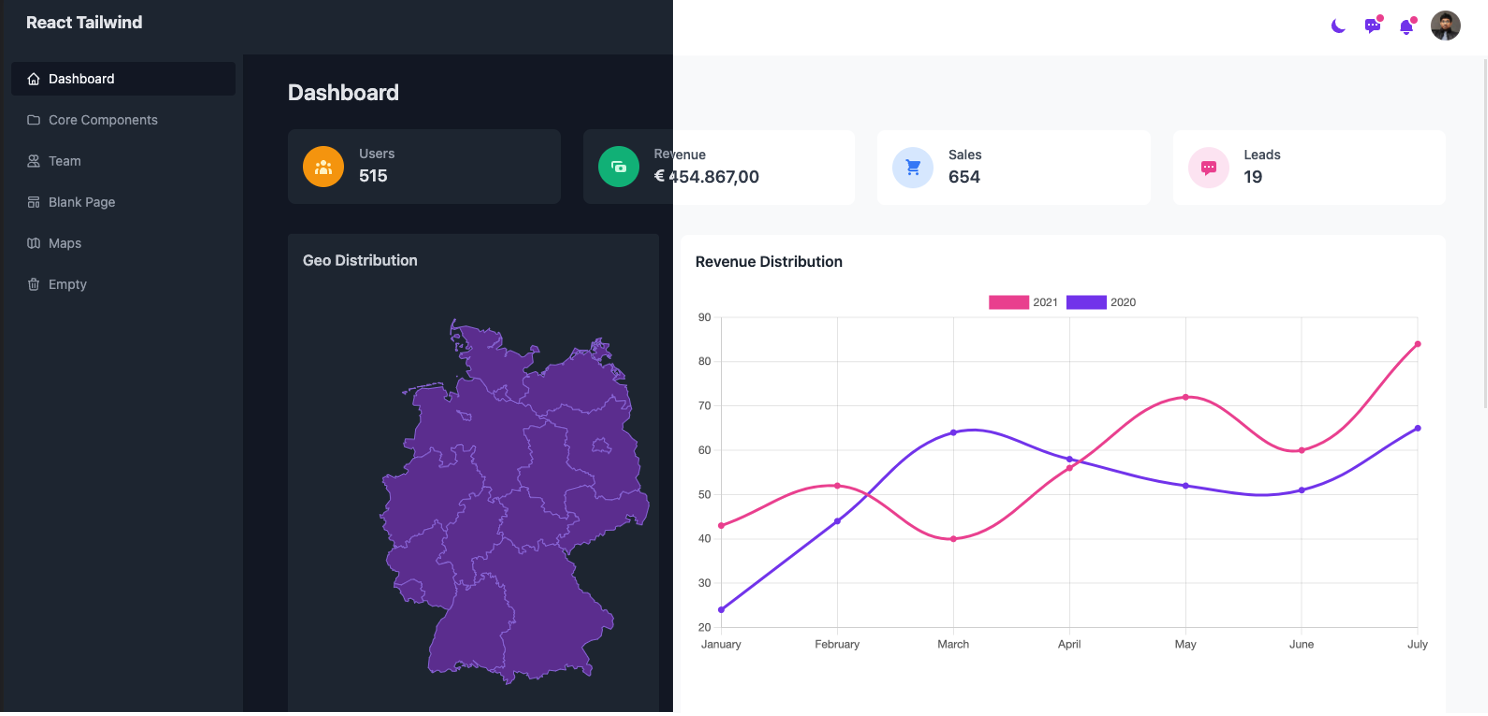 React Tailwind
Dashboard
Core Components
Team
Blank Page
Maps
Empty
Dashboard
Users
515
Revenue
€ 454.867,00
Sales
654
Leads
19
Geo Distribution
Revenue Distribution
2021 2020
90
80
70
60
50
40
30
20
January February March April May June July